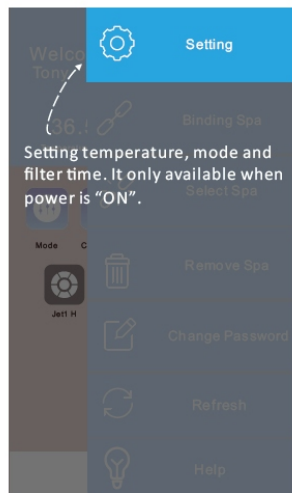 Setting
Welco
Tony
36.
Binding Spa
Setting temperature, mode and
filter time. It only available when
power is “ON”.
Select Spa
Mode
C
Remove Spa
Jet1 H
Change Password
Refresh
Help